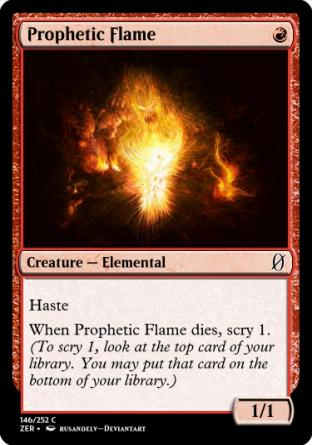 Prophetic Flame
Creature — Elemental
Haste
When Prophetic Flame dies, scry 1.
(To scry 1, look at the top card of your
library. You may put that card on the
bottom of your library.)
1/1
146/252 C
ZER • RUSANDELV—DEVIANTART